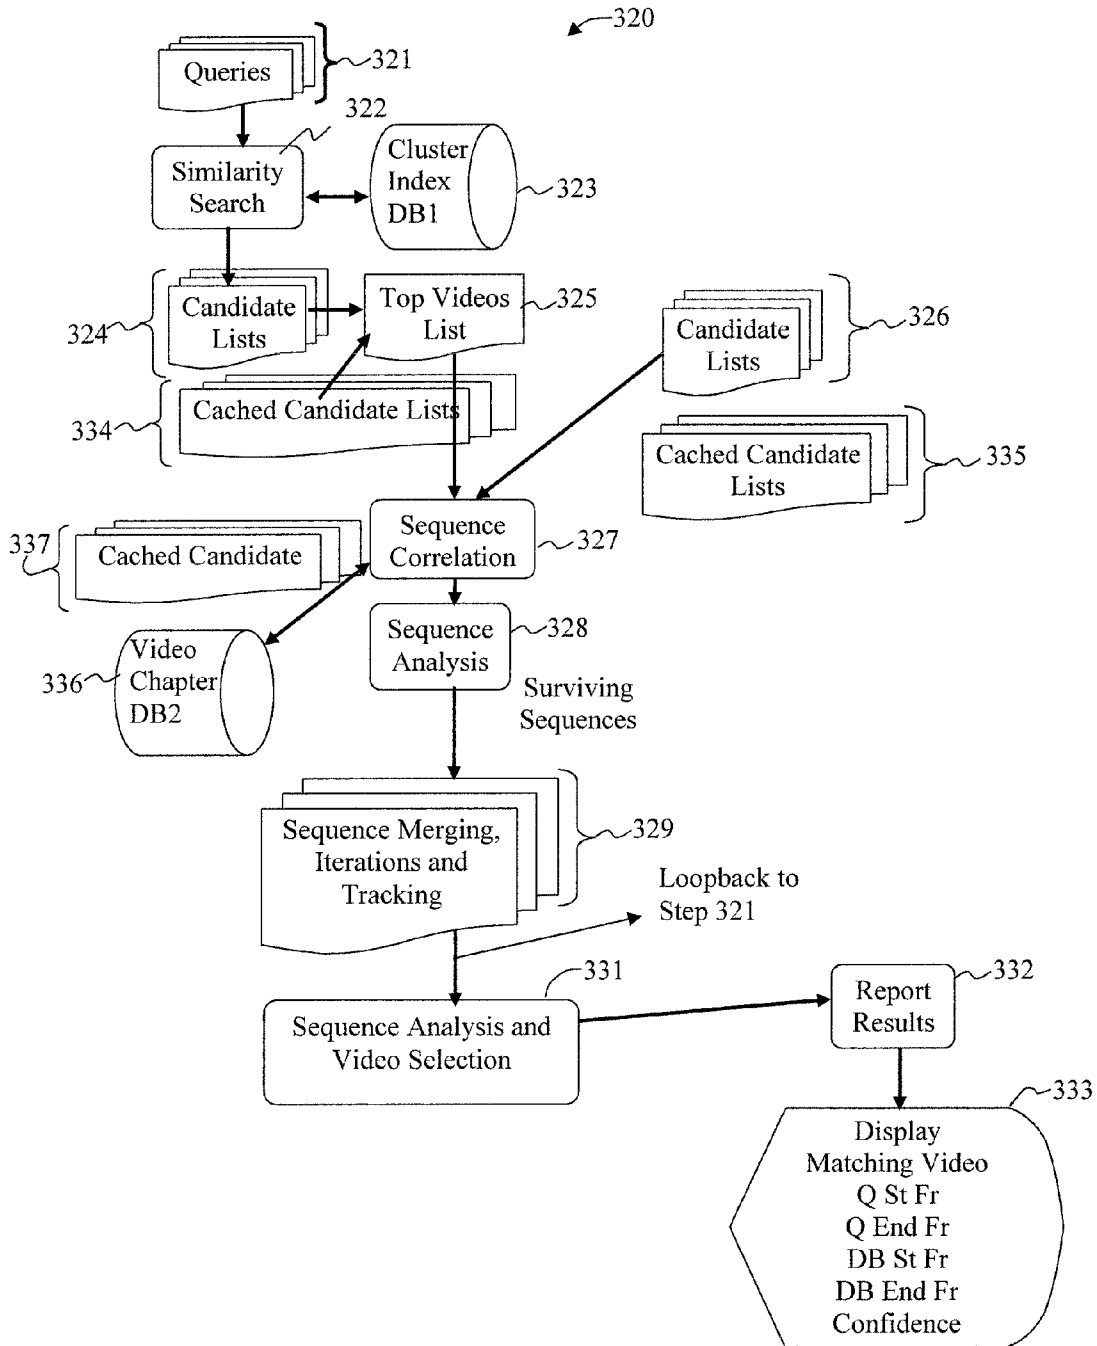 320
Queries
321
322
Similarity
Search
Cluster
Index
DB1
323
Candidate
Lists
324
Top Videos
List
325
Candidate
Lists
326
Cached Candidate Lists
334
Cached Candidate
Lists
335
Sequence
Correlation
327
Cached Candidate
337
Sequence
Analysis
328
Video
Chapter
DB2
336
Surviving
Sequences
Sequence Merging,
Iterations and
Tracking
329
Loopback to
Step 321
331
Sequence Analysis and
Video Selection
Report
Results
332
333
Display
Matching Video
Q St Fr
Q End Fr
DB St Fr
DB End Fr
Confidence